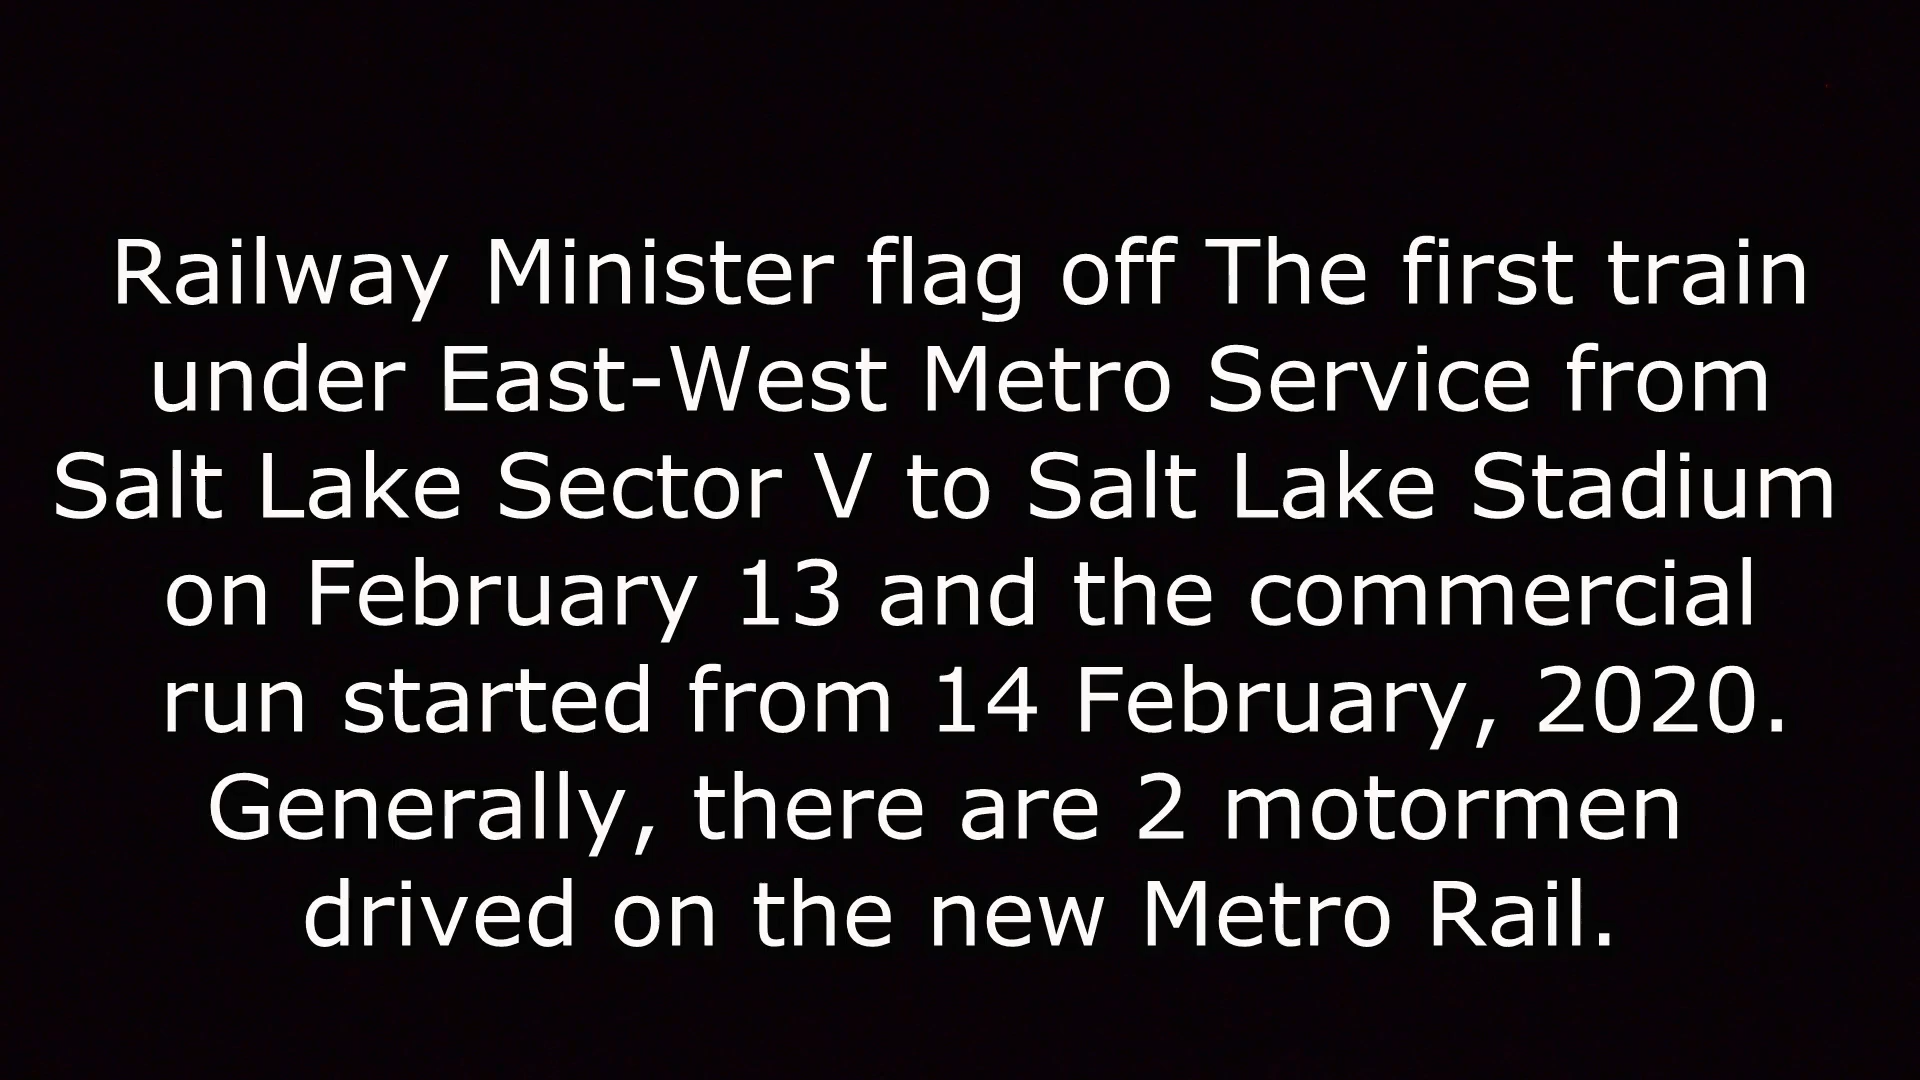 Railway Minister flag off The first train
under East-West Metro Service from
Salt Lake Sector V to Salt Lake Stadium
on February 13 and the commercial
run started from 14 February, 2020.
Generally, there are 2 motormen
drived on the new Metro Rail.